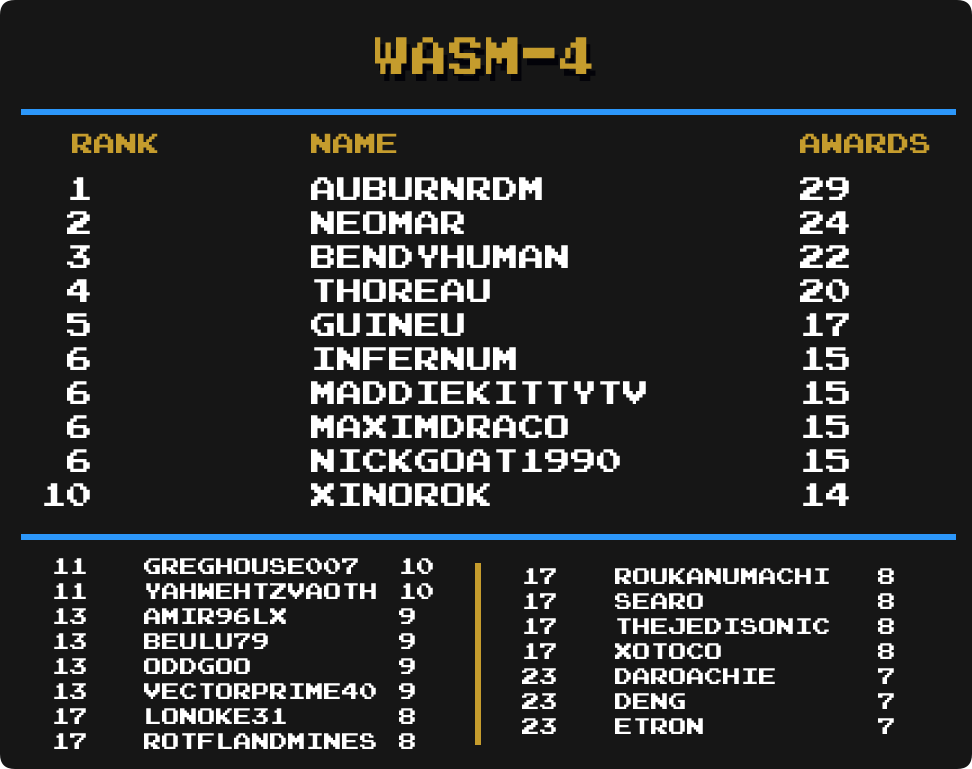 WASM-4
RANK NAME AWARDS
1 AUBURNRDM 29
2 NEOMAR 24
3 BENDYHUMAN 22
4 THOREAU 20
5 GUINEU 17
6 INFERNUM 15
6 MADDIEKITTYTV 15
6 MAXIMDRACO 15
6 NICKGOAT1990 15
10 XINOROK 14
11 GREGHOUSE007 10
11 YAHWEHTZVAOTH 10
13 AMIR96LX 9
13 BEULU79 9
13 ODDGOO 9
13 VECTORPRIME40 9
17 LONOKE31 8
17 ROTFLANDMINES 8
17 ROUKANUMACHI 8
17 SEARO 8
17 THEJEDISONIC 8
17 XOTOCO 8
23 DAROACHIE 7
23 DENG 7
23 ETRON 7